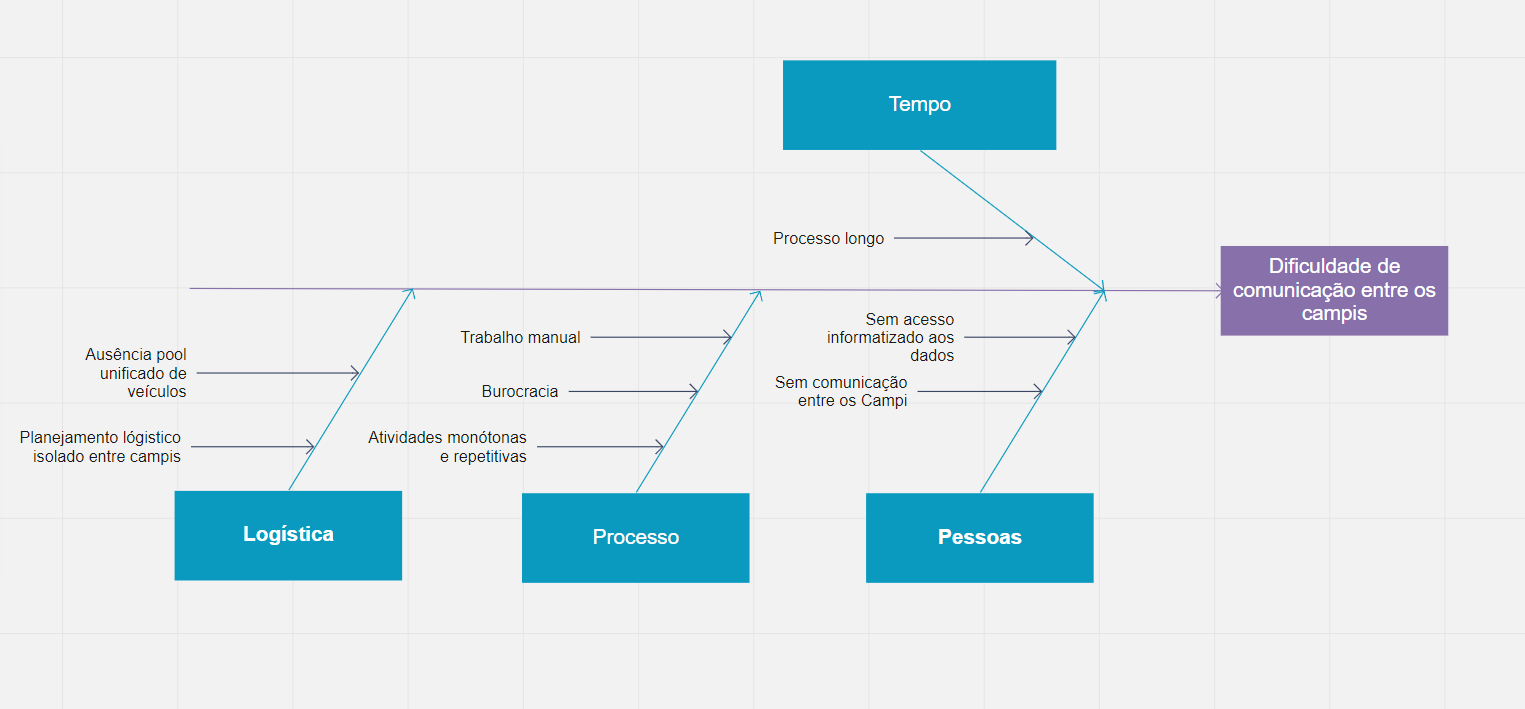 Tempo
Processo longo
Dificuldade de
comunicação entre os
campis
Sem acesso
informatizado aos
dados
Trabalho manual
Ausência pool
unificado de
veículos
Sem comunicação
entre os Campi
Burocracia
Planejamento lógistico
isolado entre campis
Atividades monótonas
e repetitivas
Logística
Processo
Pessoas